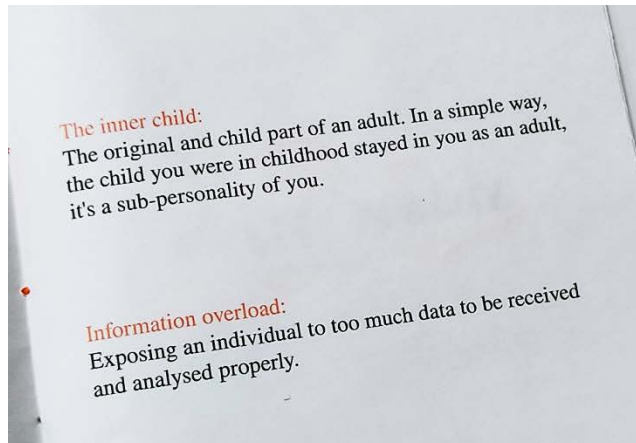 The inner child:
The original and child part of an adult. In a simple way,
the child you were in childhood stayed in you as an adult,
it's a sub-personality of you.
Information overload:
Exposing an individual to too much data to be received
and analysed properly.